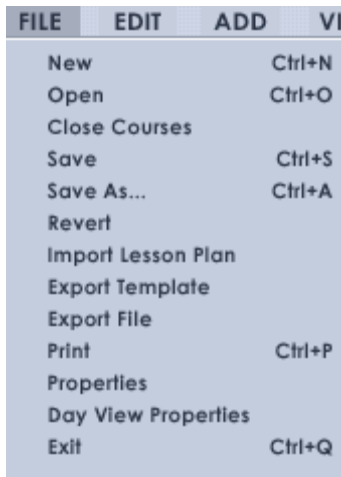 FILE EDIT ADD VI
New Ctrl+N
Open Ctrl+O
Close Courses
Save Ctrl+S
Save As... Ctrl+A
Revert
Import Lesson Plan
Export Template
Export File
Print Ctrl+P
Properties
Day View Properties
Exit Ctrl+Q